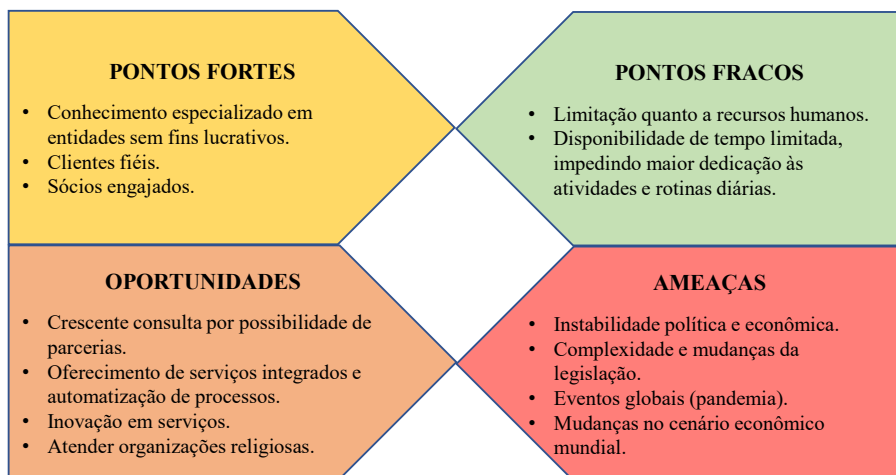 PONTOS FORTES
• Conhecimento especializado em
entidades sem fins lucrativos.
• Clientes fiéis.
• Sócios engajados.
PONTOS FRACOS
• Limitação quanto a recursos humanos.
• Disponibilidade de tempo limitada,
impedindo maior dedicação às
atividades e rotinas diárias.
OPORTUNIDADES
• Crescente consulta por possibilidade de
parcerias.
• Oferecimento de serviços integrados e
automatização de processos.
• Inovação em serviços.
• Atender organizações religiosas.
AMEAÇAS
• Instabilidade política e econômica.
• Complexidade e mudanças da
legislação.
• Eventos globais (pandemia).
• Mudanças no cenário econômico
mundial.